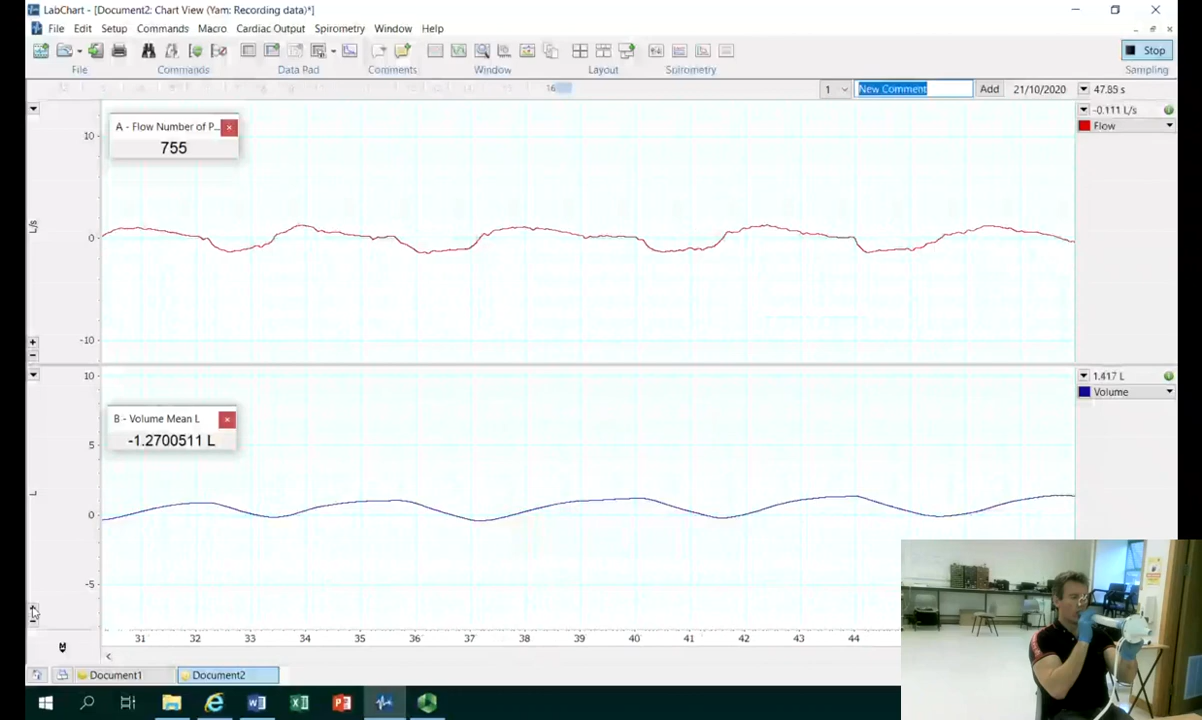 LabChart - [Document2: Chart View (Yam: Recording data)*]
File Edit Setup Commands Macro Cardiac Output Spirometry Window Help
Stop
File Commands Data Pad Comments Window Layout Spirometry Sampling
16 1 New Comment Add 21/10/2020 47.85 s
-0.111 L/s
Flow
A - Flow Number of P...
755
10
L/s
0
-10
10
1.417 L
Volume
B - Volume Mean L
-1.2700511 L
5
L
0
-5
31 32 33 34 35 36 37 38 39 40 41 42 43 44
M
Document1 Document2